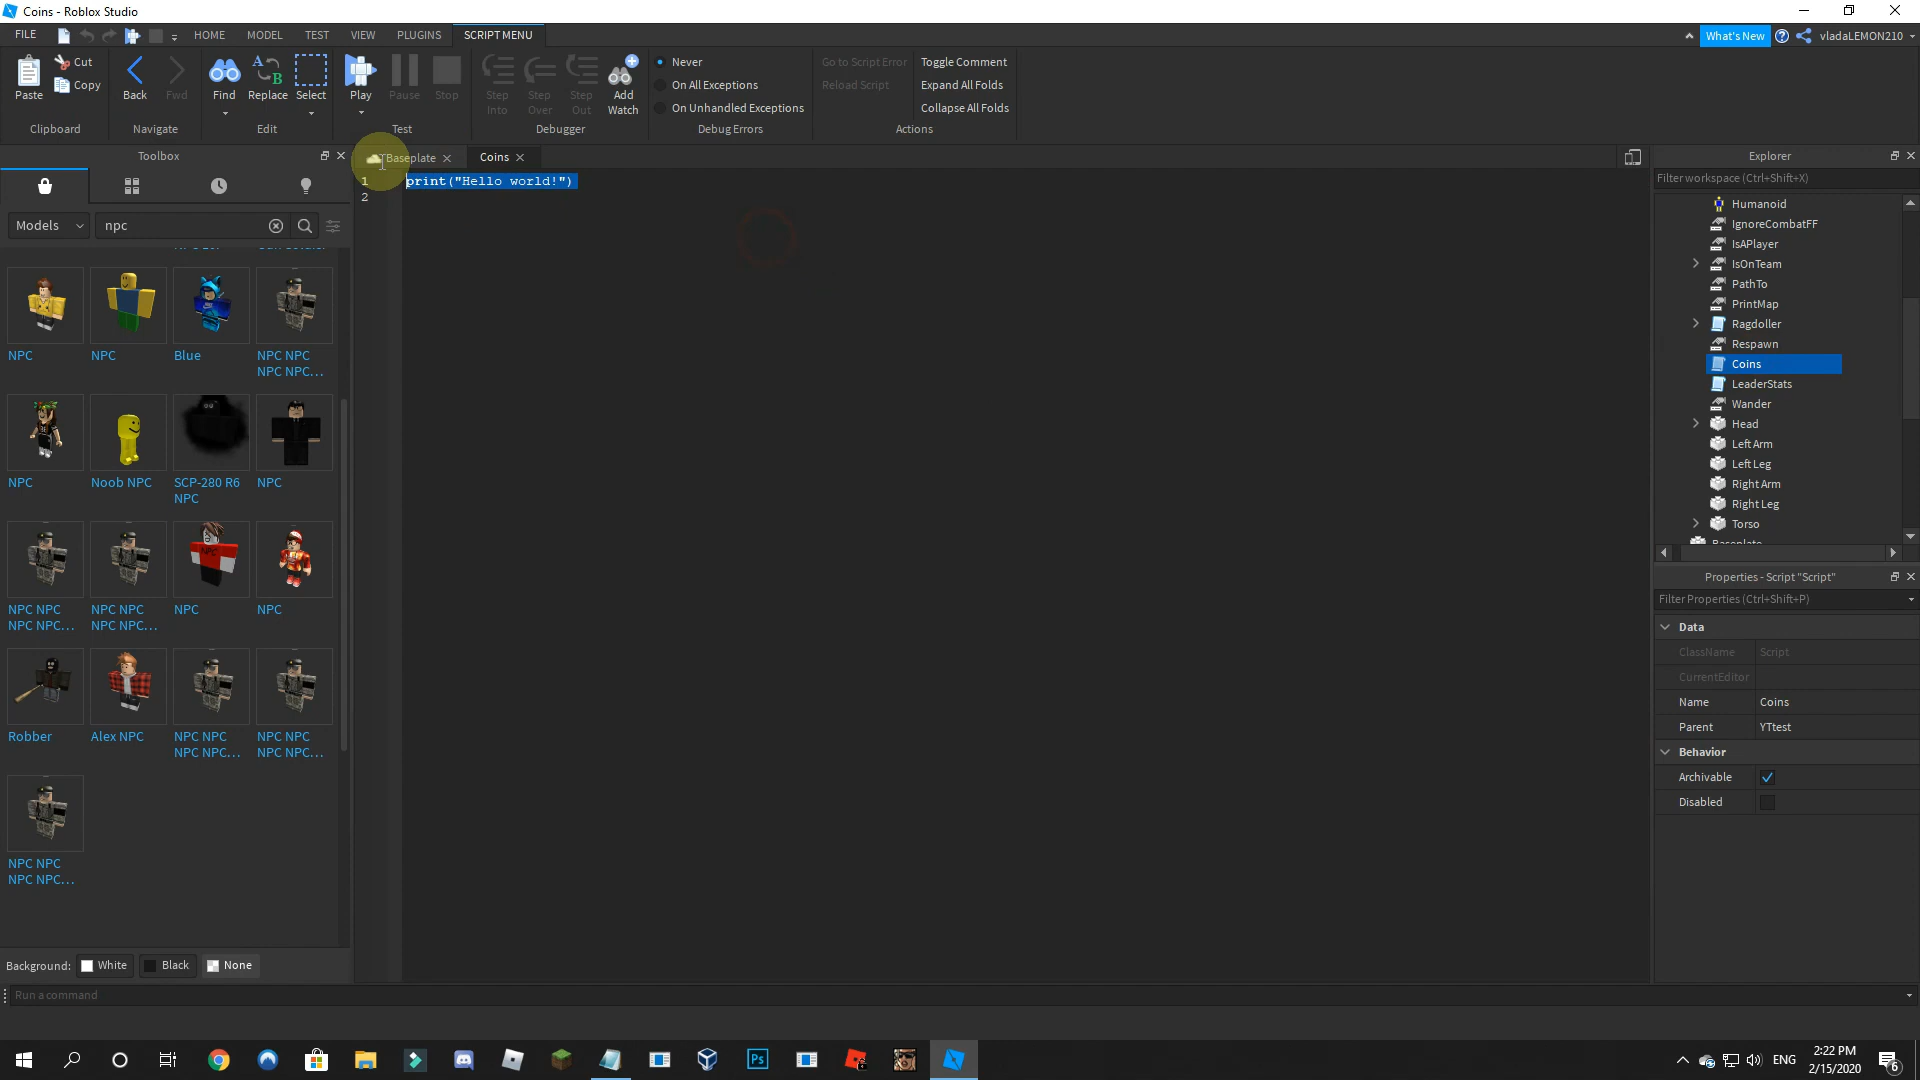 Coins - Roblox Studio
FILE
HOME
MODEL
TEST
VIEW
PLUGINS
SCRIPT MENU
What's New
vladaLEMON210
Paste
Cut
Copy
Clipboard
Back
Fwd
Navigate
Find
Replace
Select
Edit
Play
Pause
Stop
Test
Step Into
Step Over
Step Out
Add Watch
Debugger
Never
On All Exceptions
On Unhandled Exceptions
Debug Errors
Go to Script Error
Reload Script
Toggle Comment
Expand All Folds
Collapse All Folds
Actions
Toolbox
Models
npc
NPC
NPC
Blue
NPC NPC
NPC NPC...
NPC
Noob NPC
SCP-280 R6
NPC
NPC
NPC NPC
NPC NPC...
NPC NPC
NPC NPC...
NPC
NPC
Robber
Alex NPC
NPC NPC
NPC NPC...
NPC NPC
NPC NPC...
NPC NPC
NPC NPC...
Background:
White
Black
None
Run a command
Baseplate
Coins
1
print("Hello world!")
2
Explorer
Filter workspace (Ctrl+Shift+X)
Humanoid
IgnoreCombatFF
IsAPlayer
IsOnTeam
PathTo
PrintMap
Ragdoller
Respawn
Coins
LeaderStats
Wander
Head
Left Arm
Left Leg
Right Arm
Right Leg
Torso
Baseplate
Properties - Script "Script"
Filter Properties (Ctrl+Shift+P)
Data
ClassName
Script
CurrentEditor
Name
Coins
Parent
YTtest
Behavior
Archivable
Disabled
Ps
ENG
2:22 PM
2/15/2020
6